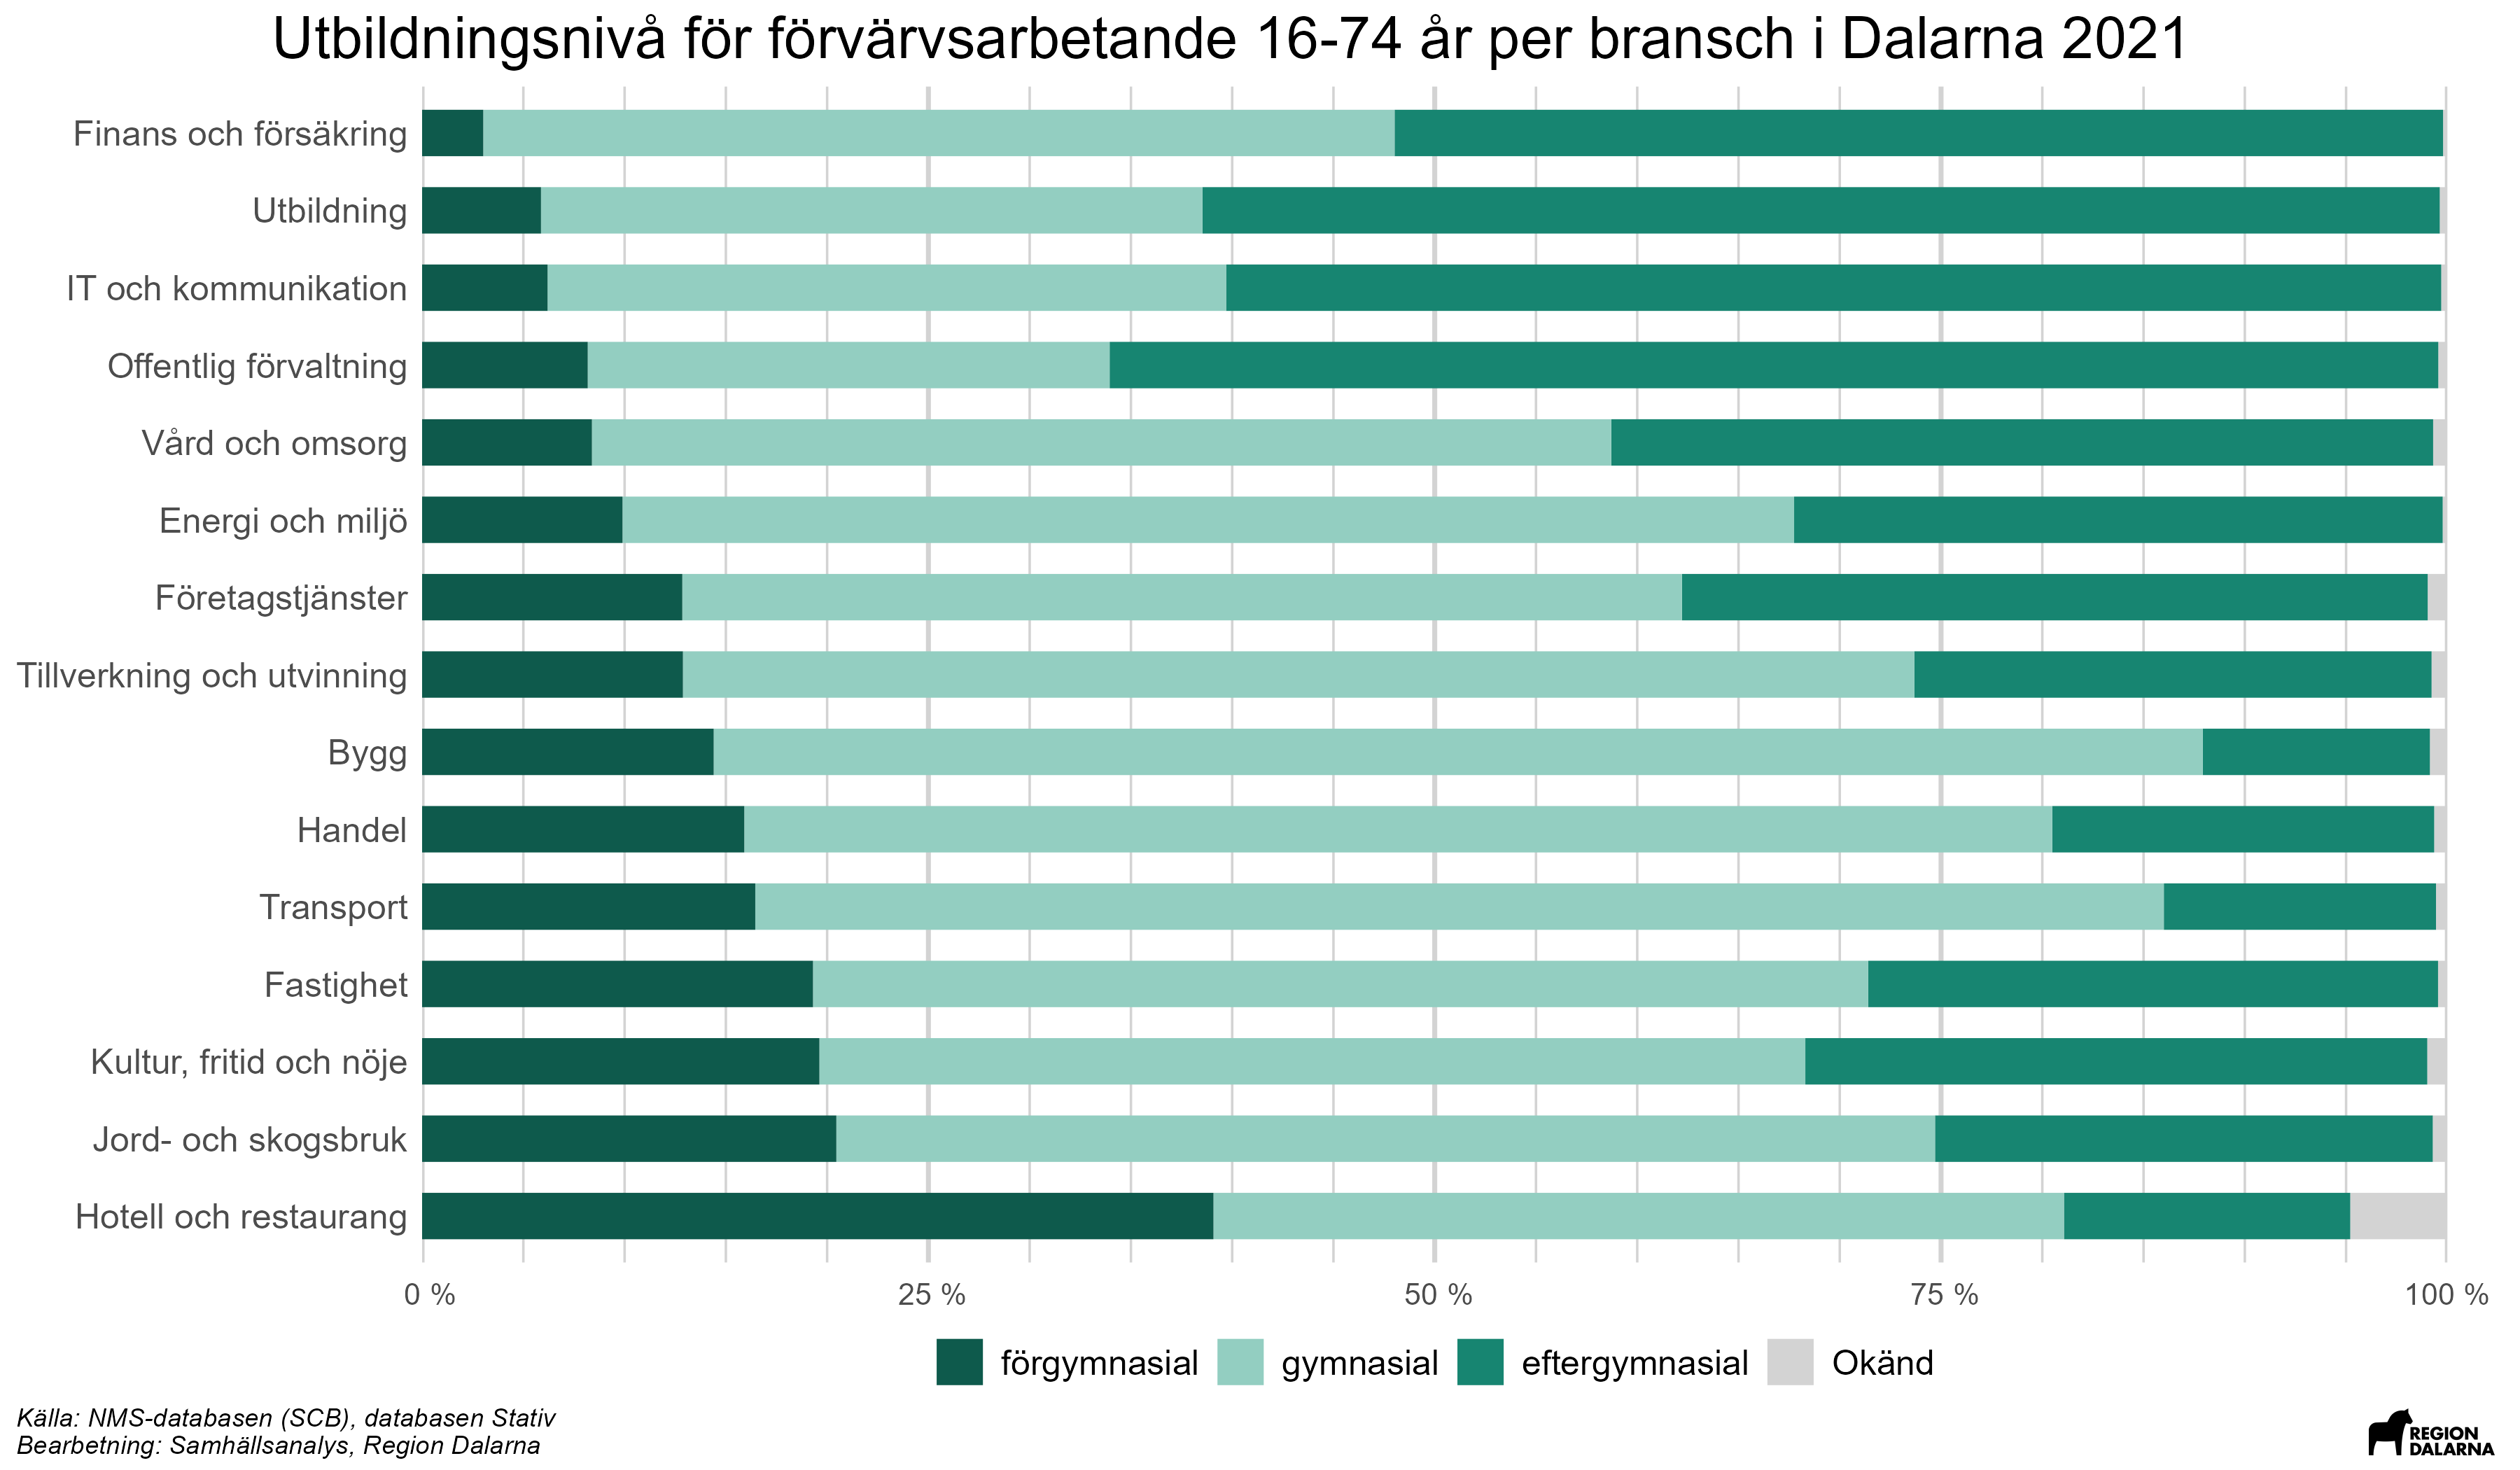 Utbildningsnivå för förvärvsarbetande 16-74 år per bransch i Dalarna 2021
Finans och försäkring
Utbildning
IT och kommunikation
Offentlig förvaltning
Vård och omsorg
Energi och miljö
Företagstjänster
Tillverkning och utvinning
Bygg
Handel
Transport
Fastighet
Kultur, fritid och nöje
Jord- och skogsbruk
Hotell och restaurang
0 % 25 % 50 % 75 % 100 %
förgymnasial gymnasial eftergymnasial Okänd
Källa: NMS-databasen (SCB), databasen Stativ
Bearbetning: Samhällsanalys, Region Dalarna
REGION
DALARNA